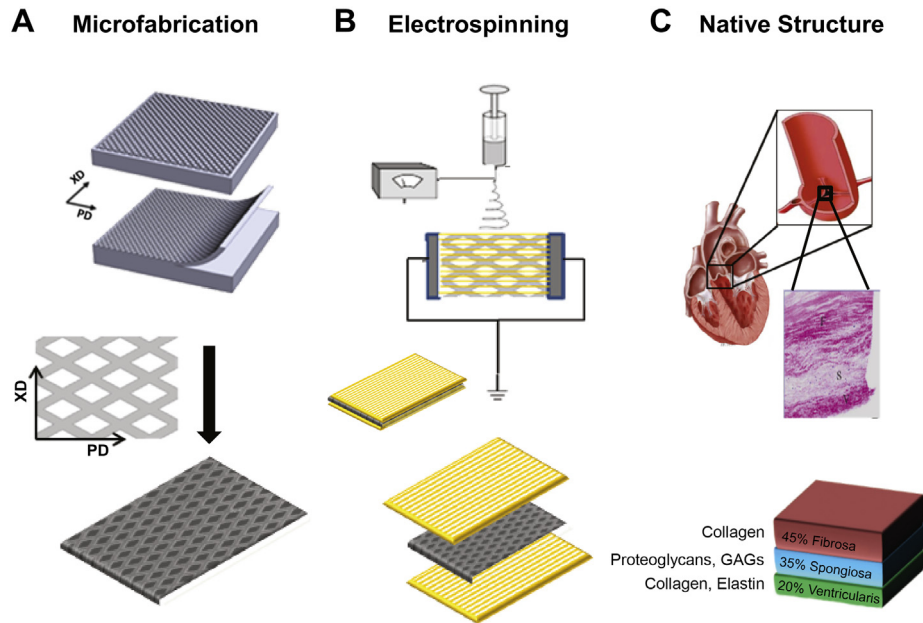 A Microfabrication
B Electrospinning
C Native Structure
XD
PD
XD
PD
F
S
V
Collagen
45% Fibrosa
Proteoglycans, GAGs
35% Spongiosa
Collagen, Elastin
20% Ventricularis